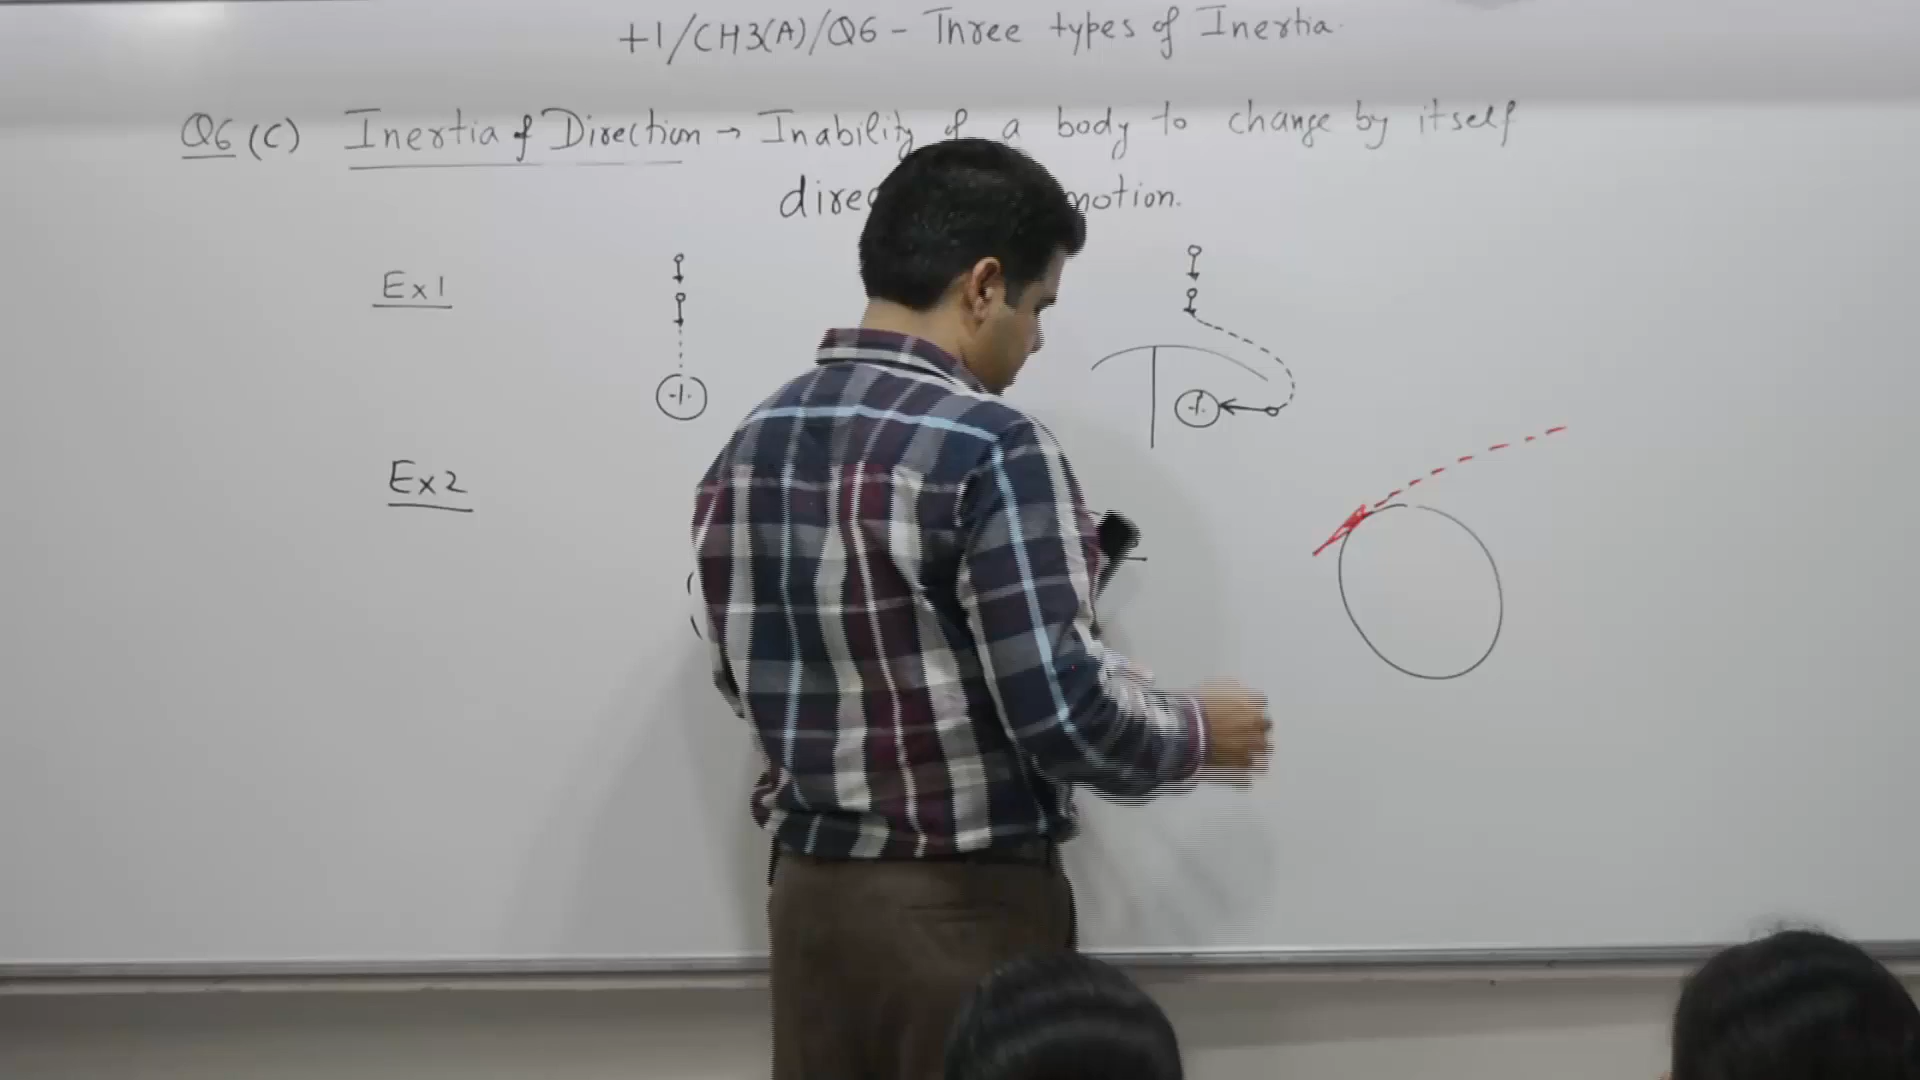 +1/CH3(A)/Q6 - Three types of Inertia.
Q6 (C) Inertia of Direction → Inability of a body to change by itself
motion.
Ex1
Ex2